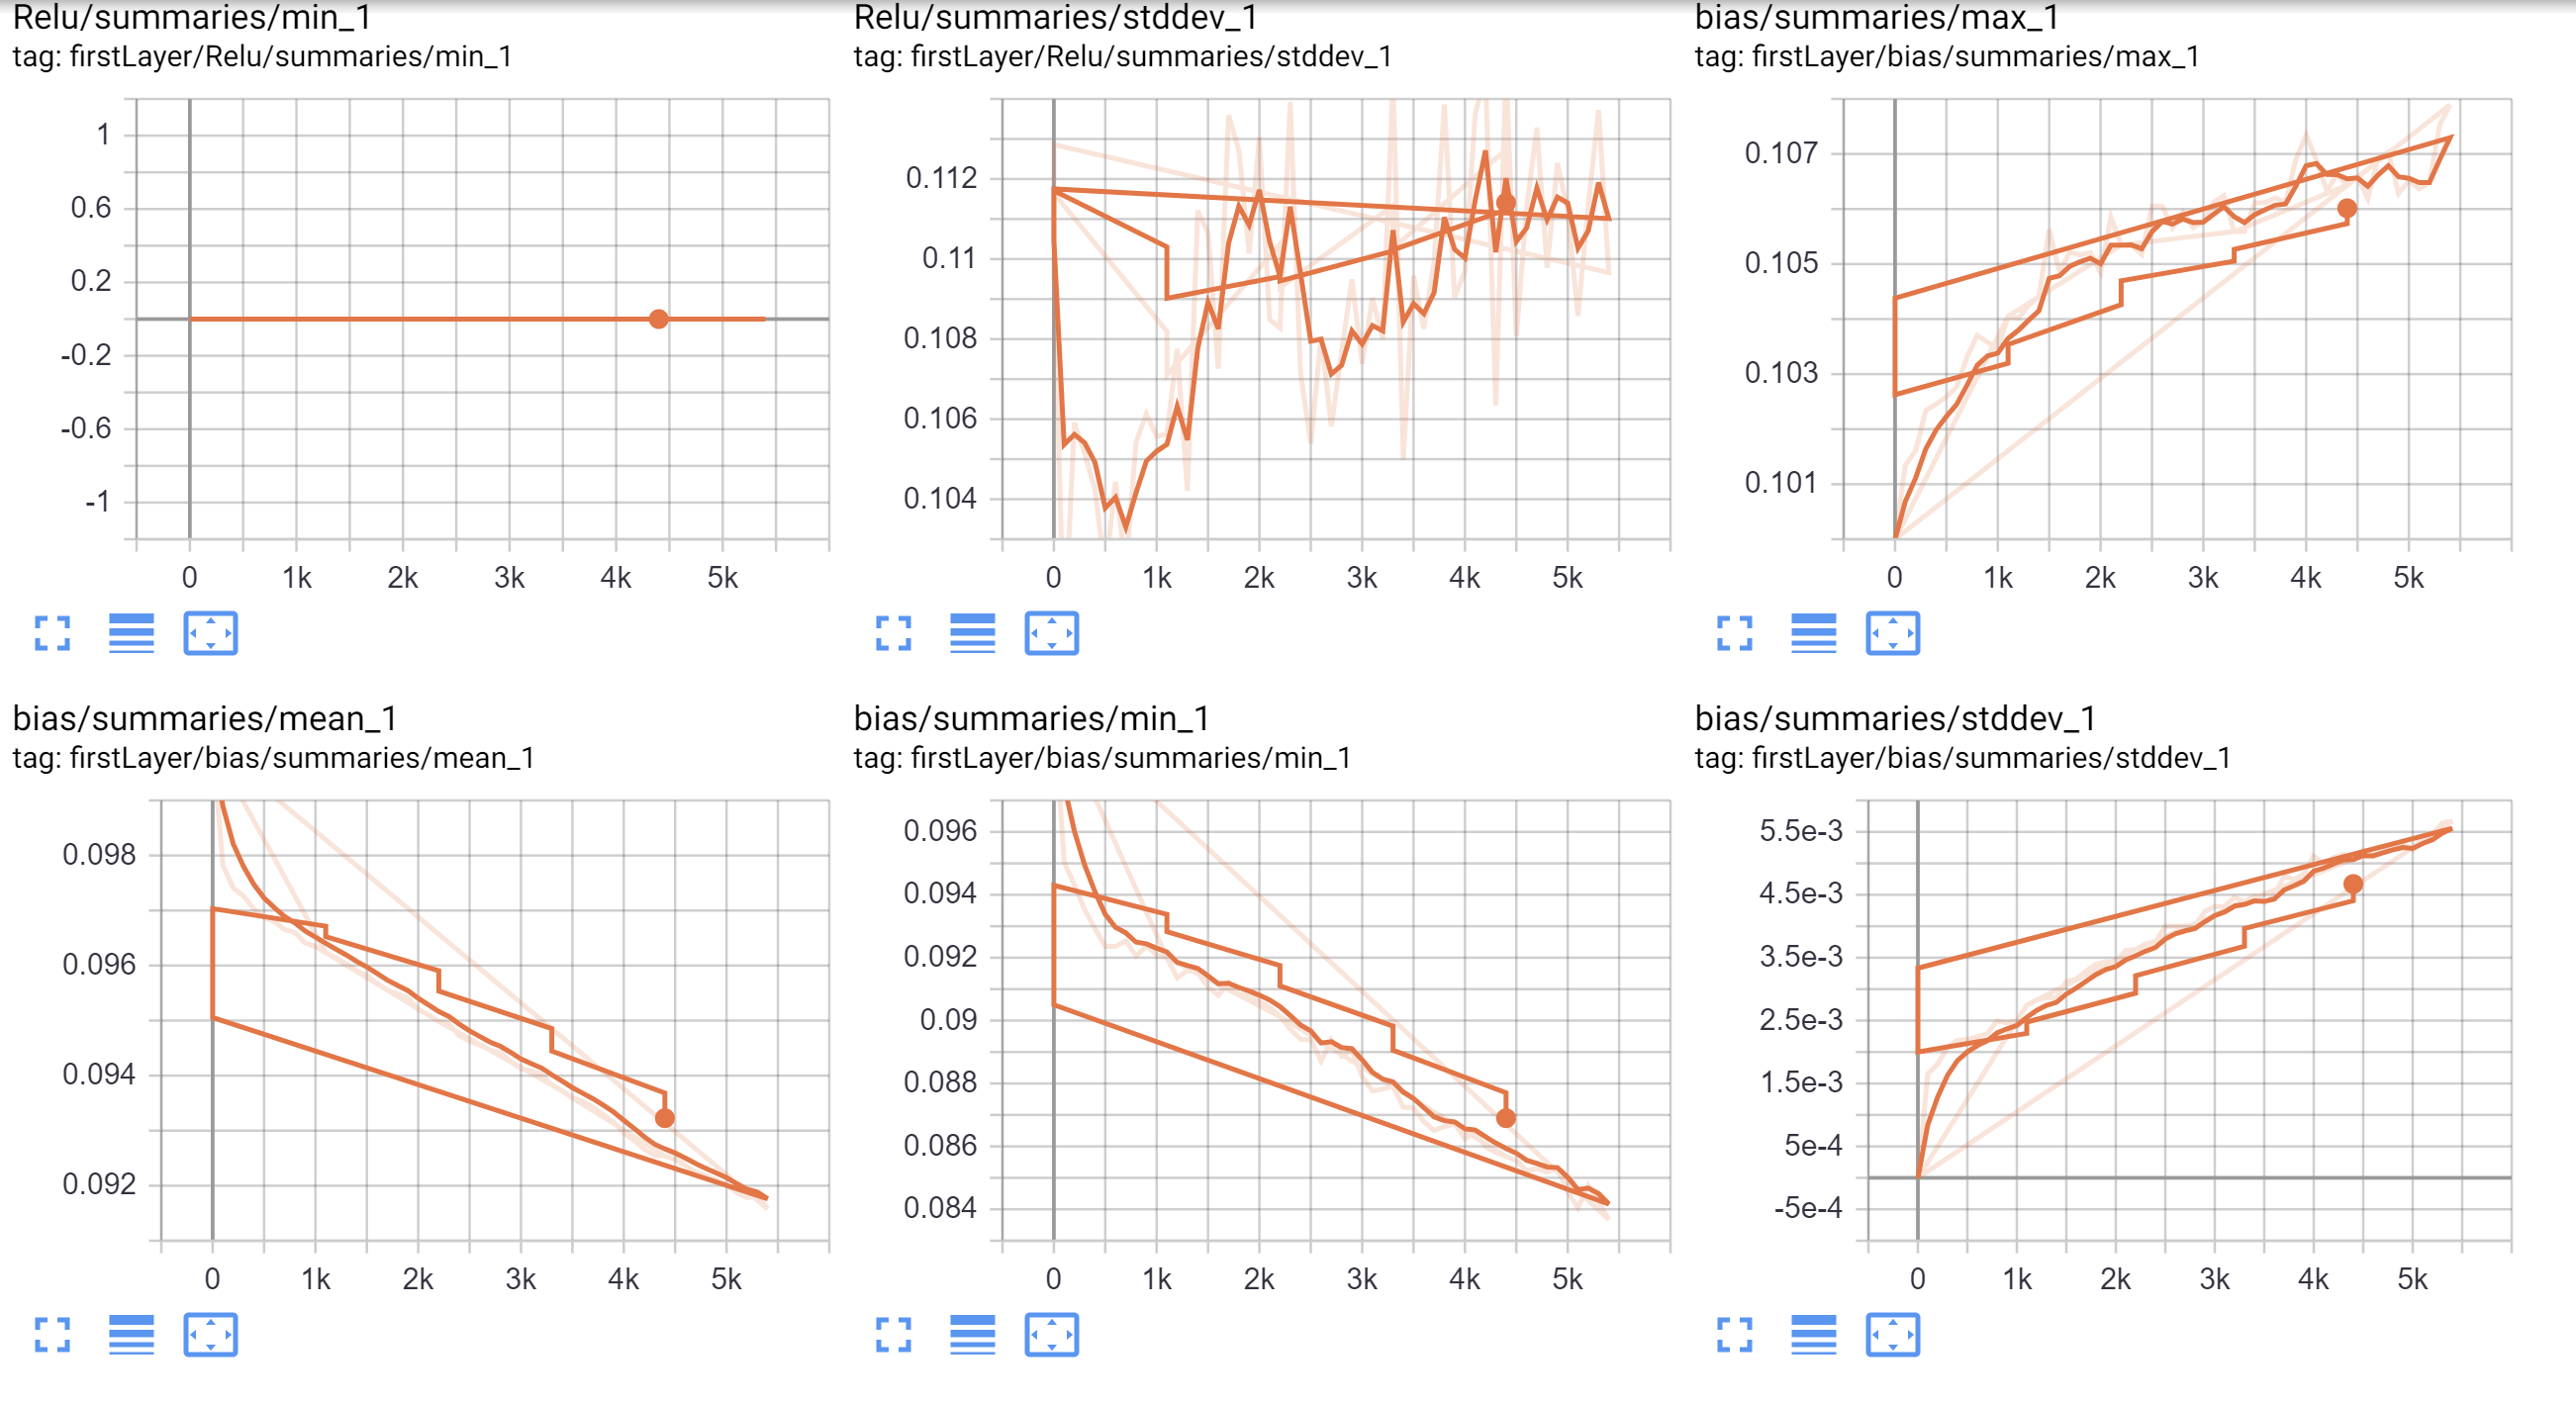 Relu/summaries/min_1
tag: firstLayer/Relu/summaries/min_1
1
0.6
0.2
-0.2
-0.6
-1
0 1k 2k 3k 4k 5k
Relu/summaries/stddev_1
tag: firstLayer/Relu/summaries/stddev_1
0.112
0.11
0.108
0.106
0.104
0 1k 2k 3k 4k 5k
bias/summaries/max_1
tag: firstLayer/bias/summaries/max_1
0.107
0.105
0.103
0.101
0 1k 2k 3k 4k 5k
bias/summaries/mean_1
tag: firstLayer/bias/summaries/mean_1
0.098
0.096
0.094
0.092
0 1k 2k 3k 4k 5k
bias/summaries/min_1
tag: firstLayer/bias/summaries/min_1
0.096
0.094
0.092
0.09
0.088
0.086
0.084
0 1k 2k 3k 4k 5k
bias/summaries/stddev_1
tag: firstLayer/bias/summaries/stddev_1
5.5e-3
4.5e-3
3.5e-3
2.5e-3
1.5e-3
5e-4
-5e-4
0 1k 2k 3k 4k 5k